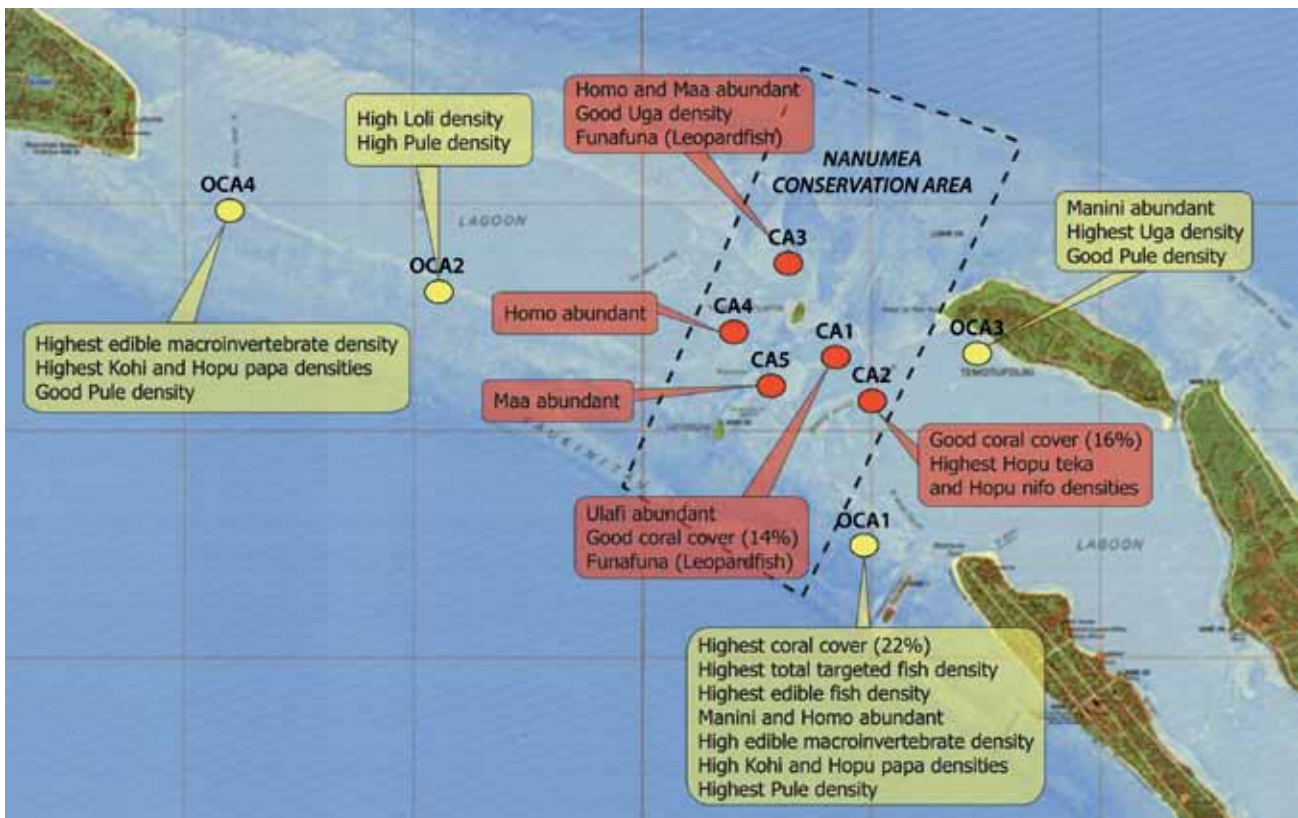 Homo and Maa abundant
Good Uga density
Funafuna (Leopardfish)
High Loli density
High Pule density
NANUMEA
CONSERVATION AREA
OCA4
LAGOON
Manini abundant
Highest Uga density
Good Pule density
CA3
OCA2
Homo abundant
CA4
CA1
OCA3
Highest edible macroinvertebrate density
Highest Kohi and Hopu papa densities
Good Pule density
CA5
CA2
Maa abundant
Good coral cover (16%)
Highest Hopu teka
and Hopu nifo densities
Ulafi abundant
Good coral cover (14%)
Funafuna (Leopardfish)
OCA1
LAGOON
Highest coral cover (22%)
Highest total targeted fish density
Highest edible fish density
Manini and Homo abundant
High edible macroinvertebrate density
High Kohi and Hopu papa densities
Highest Pule density